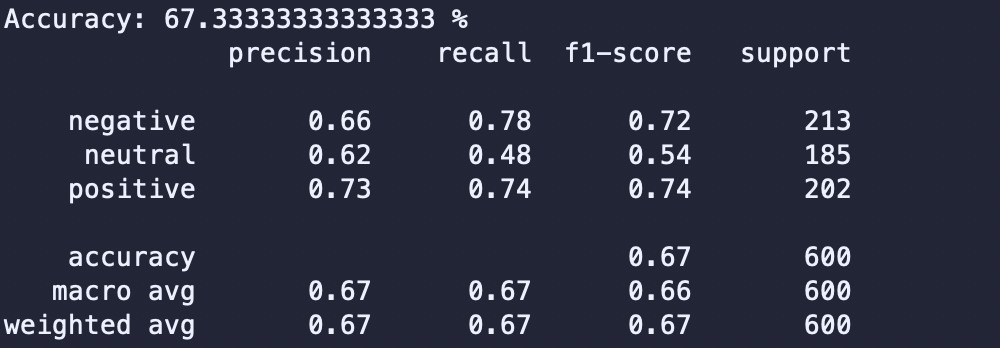 Accuracy: 67.33333333333333 %
precision recall f1-score support
negative 0.66 0.78 0.72 213
neutral 0.62 0.48 0.54 185
positive 0.73 0.74 0.74 202
accuracy 0.67 600
macro avg 0.67 0.67 0.66 600
weighted avg 0.67 0.67 0.67 600